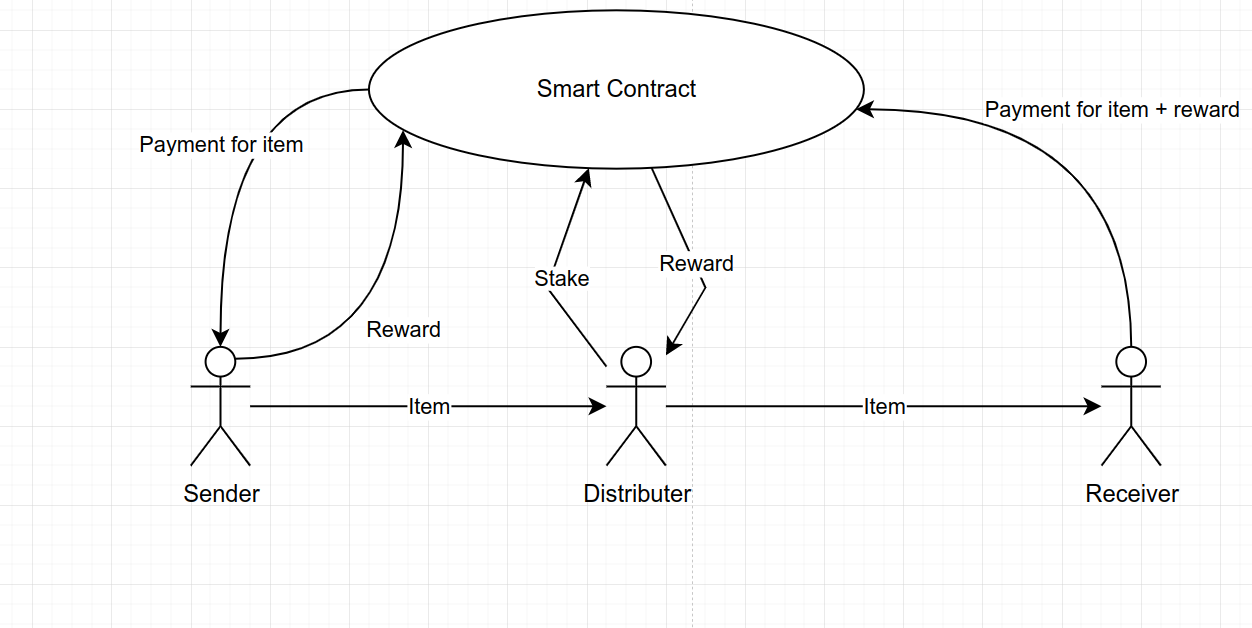 Smart Contract
Payment for item + reward
Payment for item
Reward
Stake
Reward
Item
Item
Sender
Distributer
Receiver